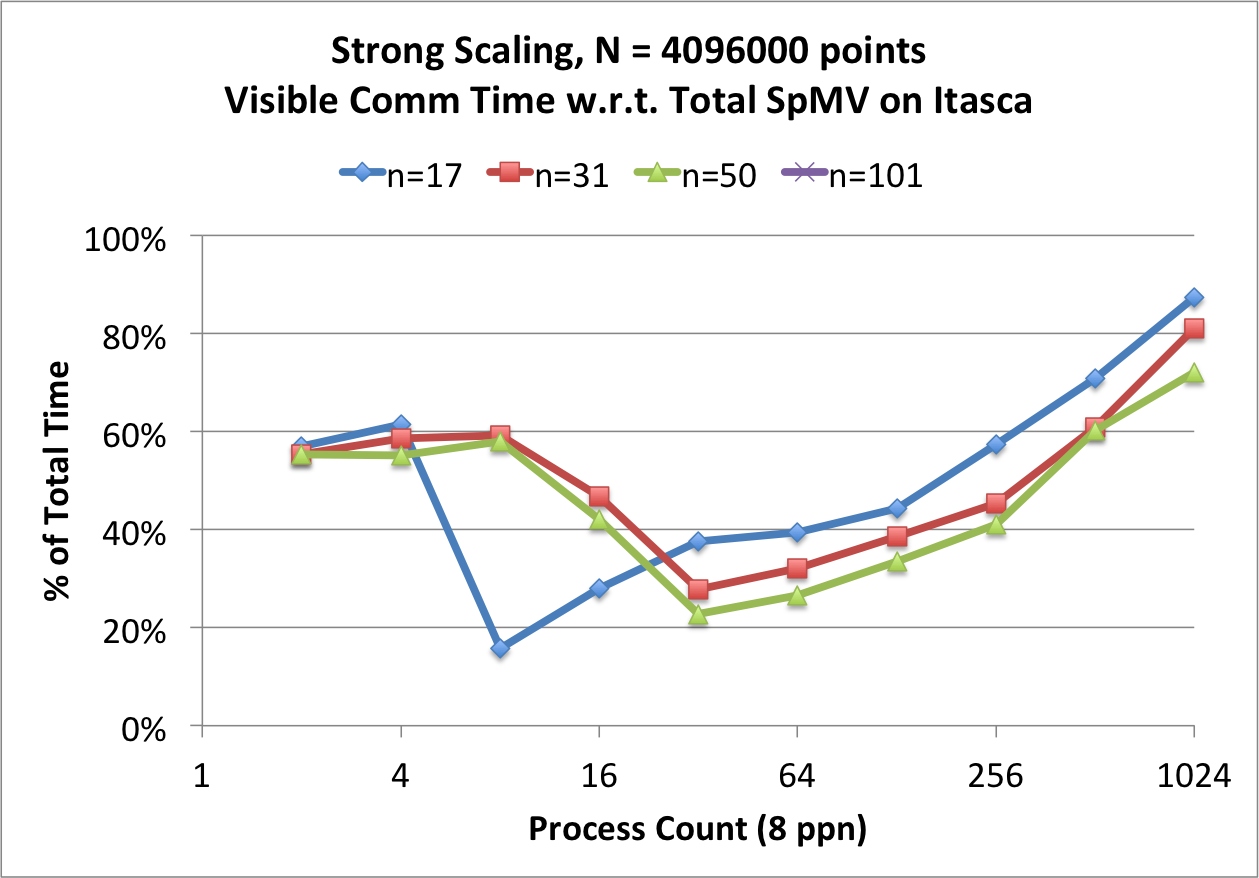 Strong Scaling, N = 4096000 points
Visible Comm Time w.r.t. Total SpMV on Itasca
n=17 n=31 n=50 n=101
100%
80%
60%
40%
20%
0%
% of Total Time
1 4 16 64 256 1024
Process Count (8 ppn)